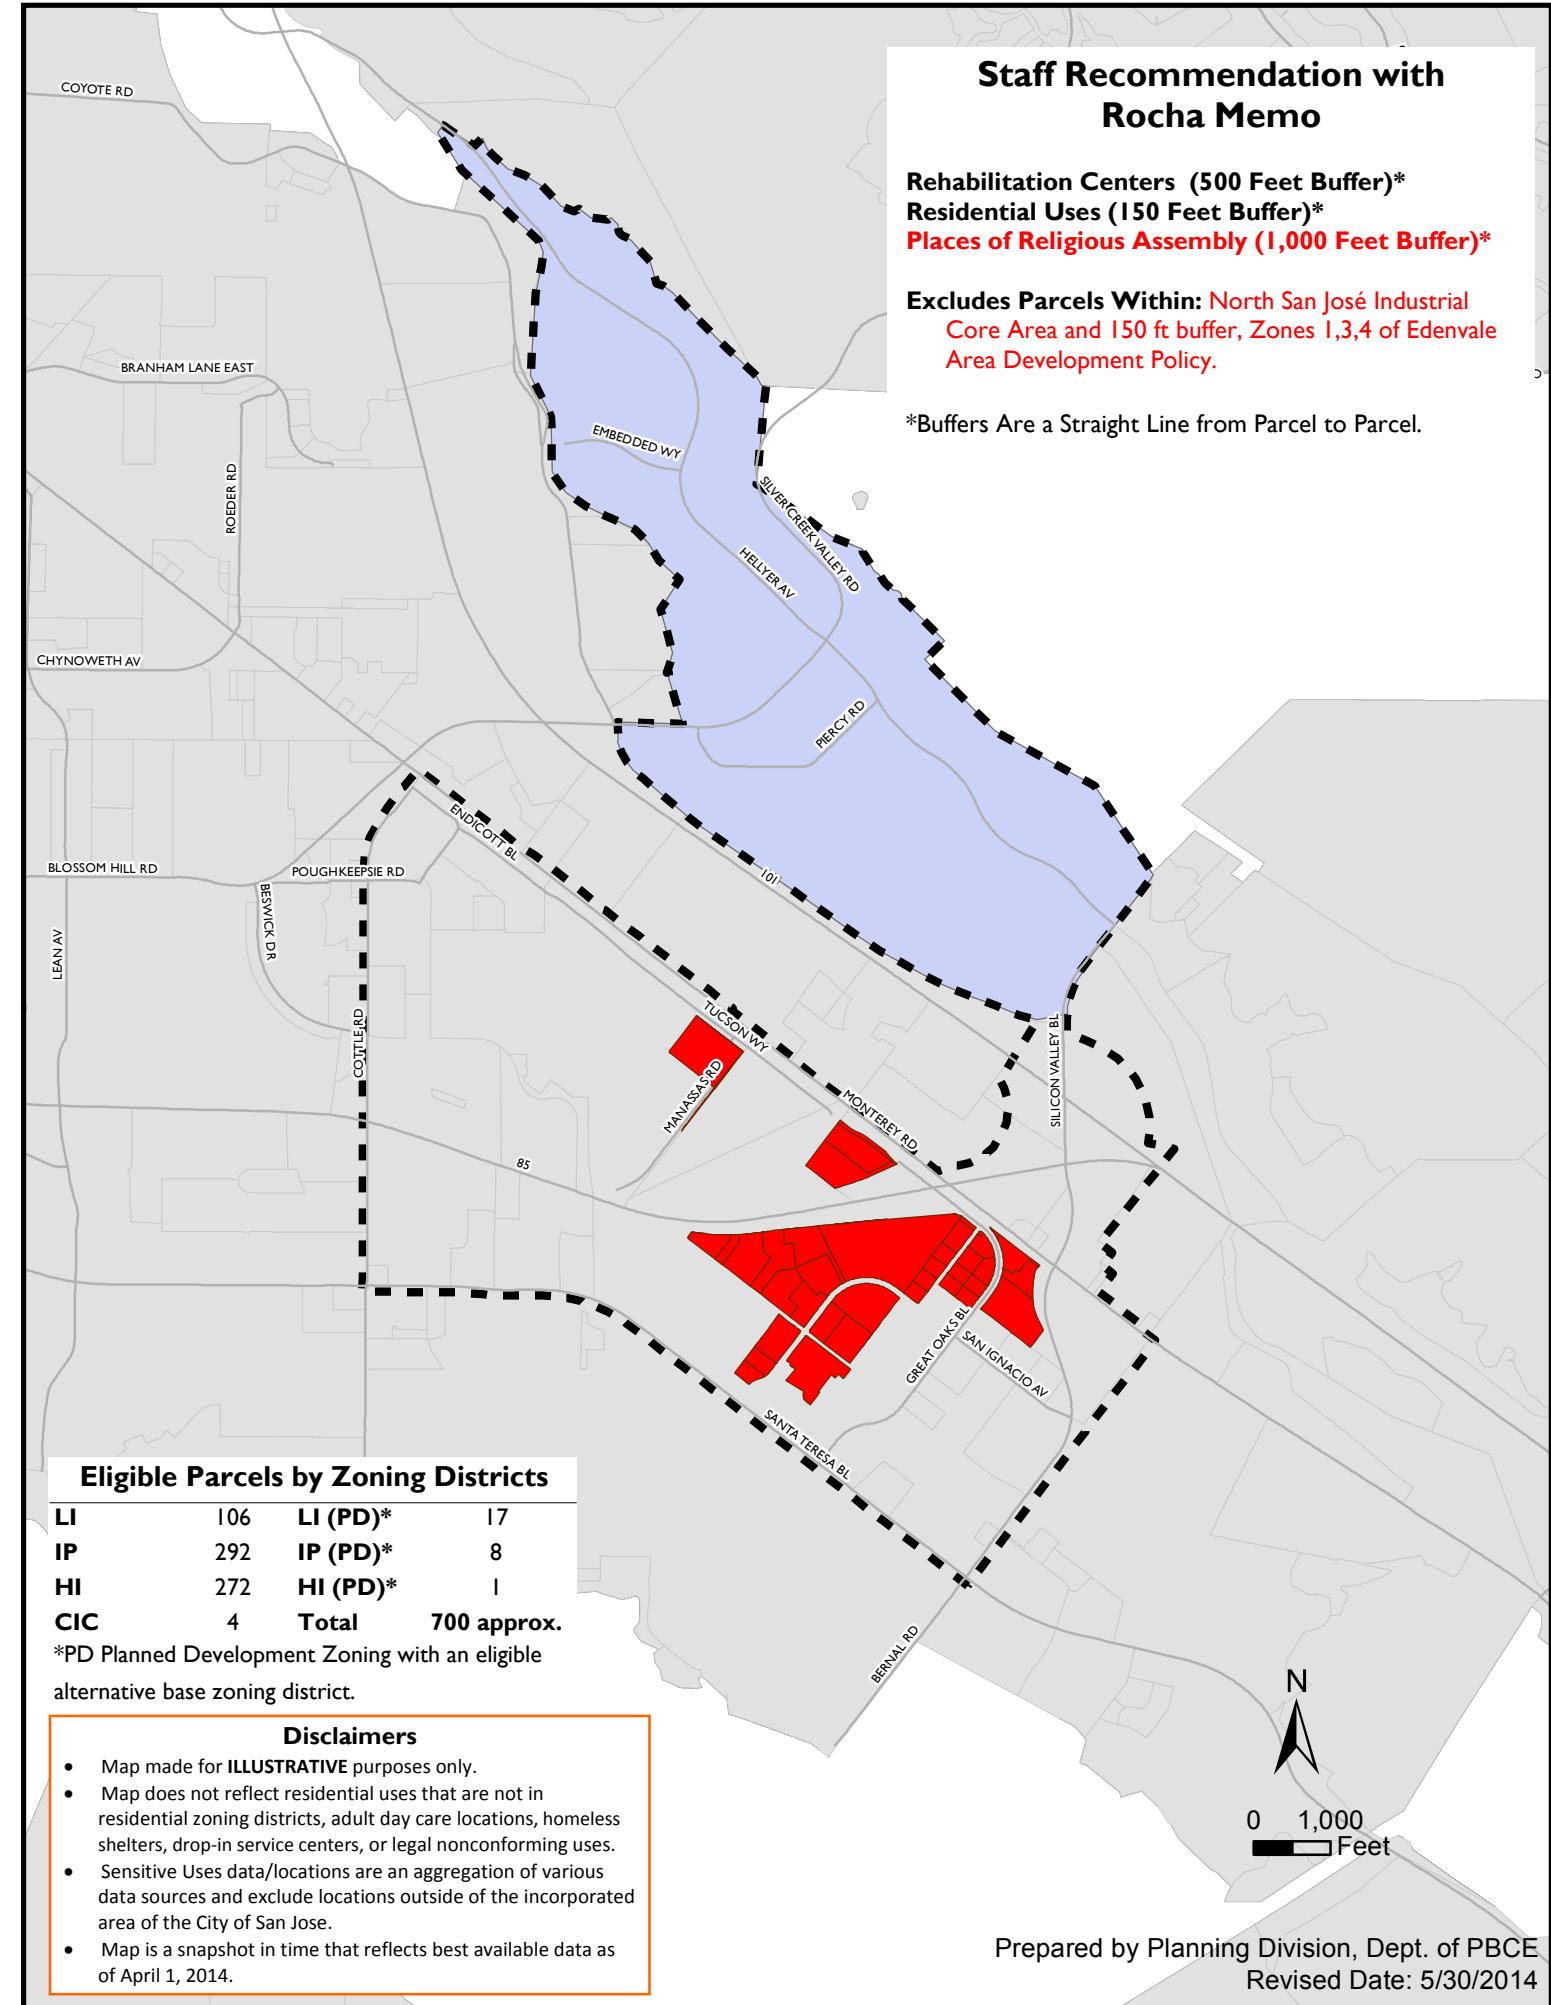 Staff Recommendation with
Rocha Memo
Rehabilitation Centers (500 Feet Buffer)*
Residential Uses (150 Feet Buffer)*
Places of Religious Assembly (1,000 Feet Buffer)*
Excludes Parcels Within: North San José Industrial
Core Area and 150 ft buffer, Zones 1,3,4 of Edenvale
Area Development Policy.
*Buffers Are a Straight Line from Parcel to Parcel.
COYOTE RD
BRANHAM LANE EAST
EMBEDDED WY
ROEDER RD
SILVER CREEK VALLEY RD
HELLYER AV
CHYNOWETH AV
PIERCY RD
ENDICOTT BL
BLOSSOM HILL RD
POUGHKEEPSIE RD
101
BESWICK DR
LEAN AV
COTTLE RD
TUCSON WY
MANASSAS RD
MONTEREY RD
SILICON VALLEY BL
85
GREAT OAKS BL
SAN IGNACIO AV
SANTA TERESA BL
BERNAL RD
Eligible Parcels by Zoning Districts
LI 106 LI (PD)* 17
IP 292 IP (PD)* 8
HI 272 HI (PD)* 1
CIC 4 Total 700 approx.
*PD Planned Development Zoning with an eligible
alternative base zoning district.
Disclaimers
• Map made for ILLUSTRATIVE purposes only.
• Map does not reflect residential uses that are not in
residential zoning districts, adult day care locations, homeless
shelters, drop-in service centers, or legal nonconforming uses.
• Sensitive Uses data/locations are an aggregation of various
data sources and exclude locations outside of the incorporated
area of the City of San Jose.
• Map is a snapshot in time that reflects best available data as
of April 1, 2014.
N
0 1,000
Feet
Prepared by Planning Division, Dept. of PBCE
Revised Date: 5/30/2014